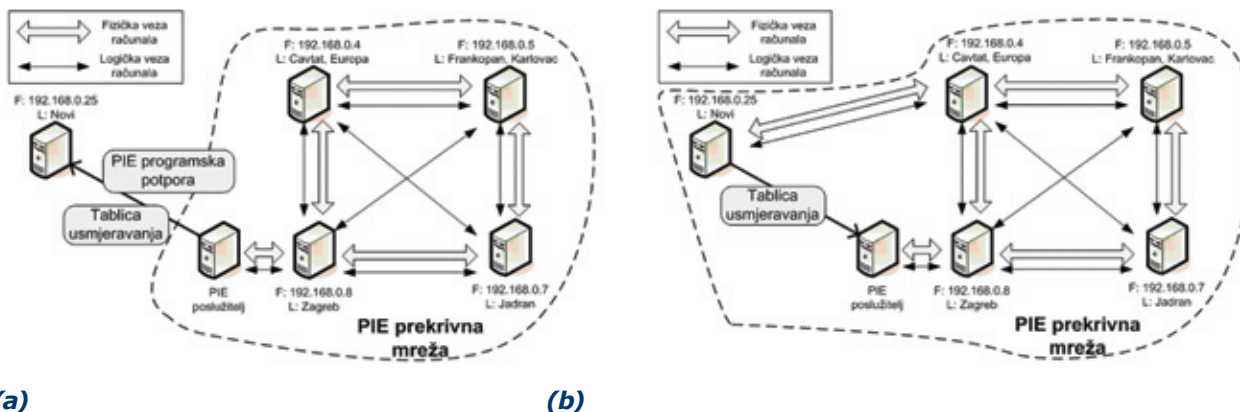 Fizička veza
računala
Logička veza
računala
F: 192.168.0.4
L: Cavtat, Europa
F: 192.168.0.5
L: Frankopan, Karlovac
F: 192.168.0.25
L: Novi
PIE programska
potpora
Tablica
usmjeravanja
PIE
poslužitelj
F: 192.168.0.8
L: Zagreb
F: 192.168.0.7
L: Jadran
PIE prekrivna
mreža
(a)
Fizička veza
računala
Logička veza
računala
F: 192.168.0.4
L: Cavtat, Europa
F: 192.168.0.5
L: Frankopan, Karlovac
F: 192.168.0.25
L: Novi
Tablica
usmjeravanja
PIE
poslužitelj
F: 192.168.0.8
L: Zagreb
F: 192.168.0.7
L: Jadran
PIE prekrivna
mreža
(b)